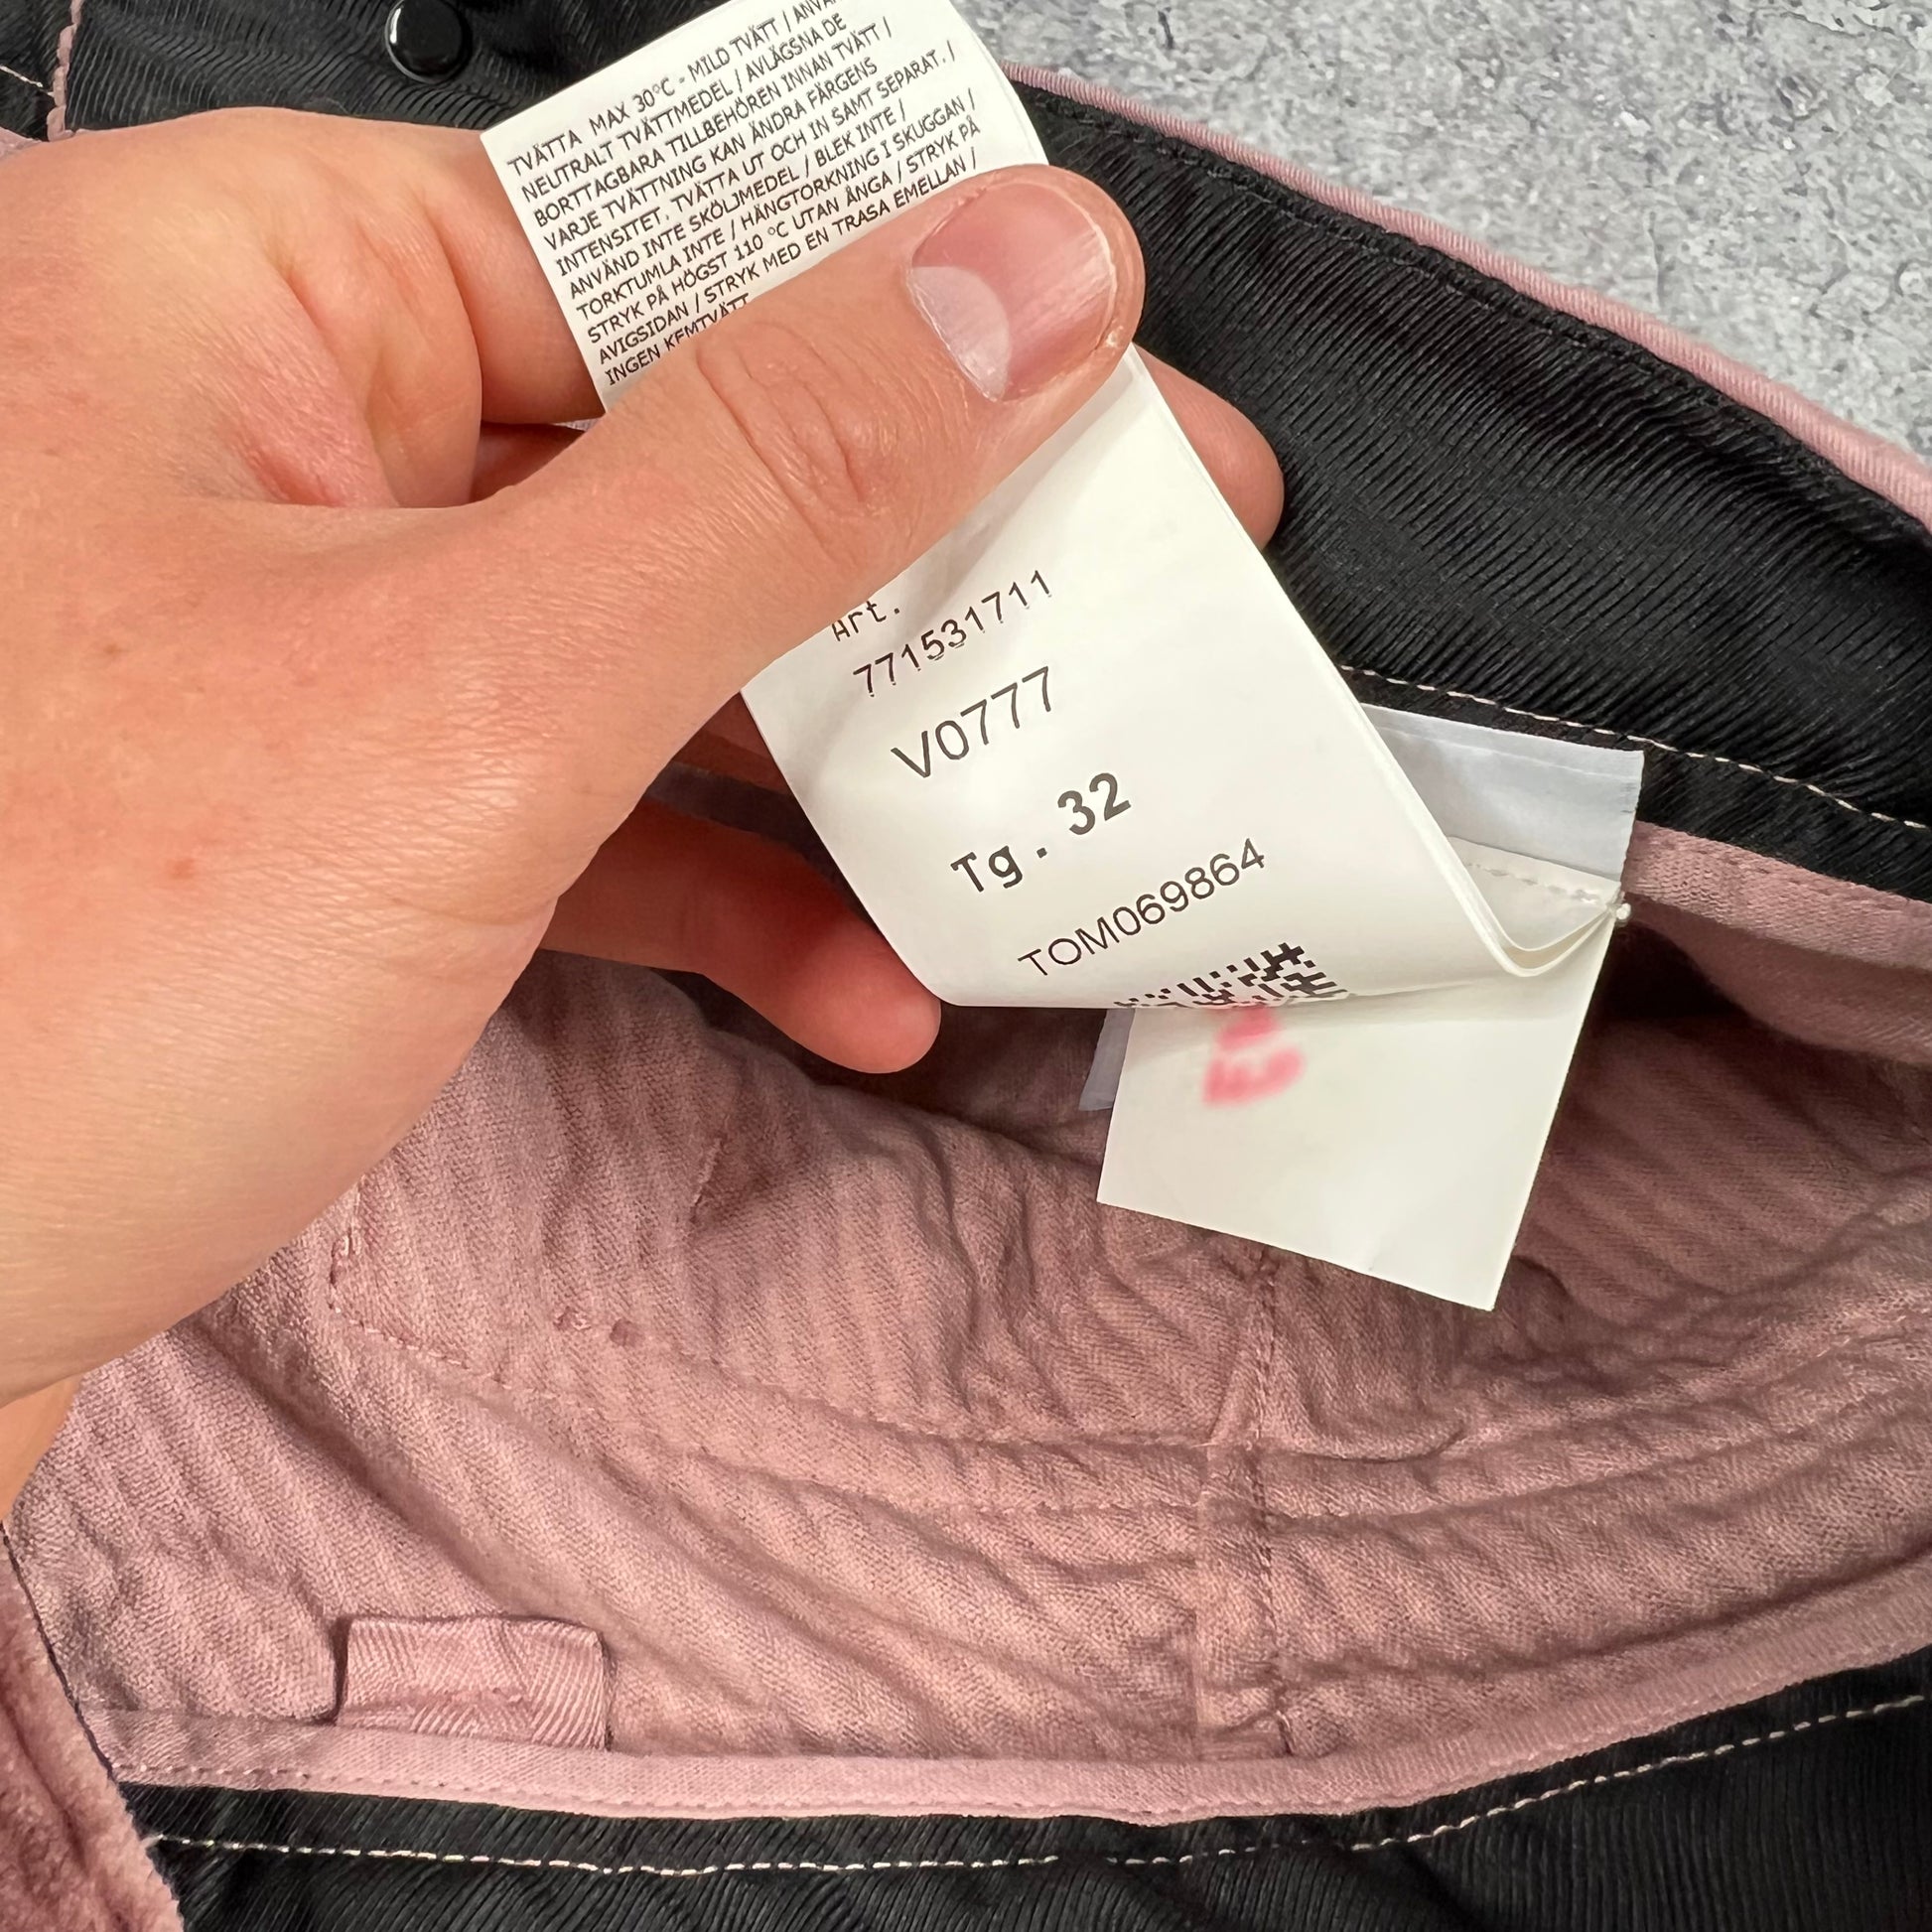 TVÄTTA MAX 30°C - MILD TVÄTT /
NEUTRALT TVÄTTMEDEL / AVLÄGSNA DE
BORTTAGBARA TILLBEHÖREN INNAN TVÄTT /
VARJE TVÄTTNING KAN ÄNDRA FÄRGENS
INTENSITET. TVÄTTA UT OCH IN SAMT SEPARAT. /
ANVÄND INTE SKÖLJMEDEL / BLEK INTE /
TORKTUMLA INTE / HÄNGTORKNING I SKUGGAN /
STRYK PÅ HÖGST 110 °C UTAN ÅNGA / STRYK PÅ
AVIGSIDAN / STRYK MED EN TRASA EMELLAN /
INGEN KEMTVÄTT
Art.
771531711
V0777
Tg. 32
TOM069864